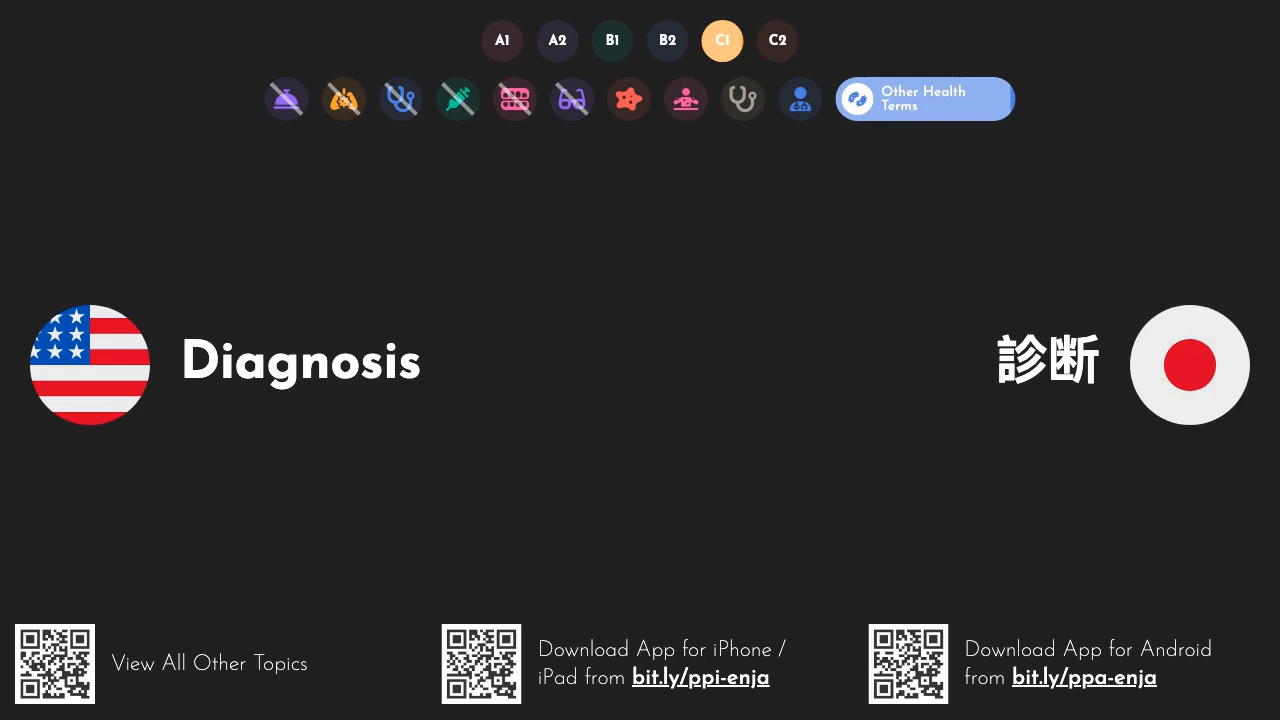 A1 A2 B1 B2 C1 C2
Other Health
Terms
Diagnosis
診断
View All Other Topics
Download App for iPhone /
iPad from bit.ly/ppi-enja
Download App for Android
from bit.ly/ppa-enja